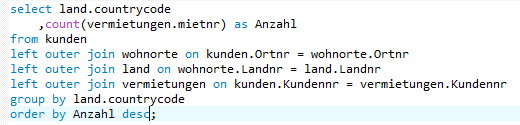 select land.countrycode
,count(vermietungen.mietnr) as Anzahl
from kunden
left outer join wohnorte on kunden.Ortnr = wohnorte.Ortnr
left outer join land on wohnorte.Landnr = land.Landnr
left outer join vermietungen on kunden.Kundennr = vermietungen.Kundennr
group by land.countrycode
order by Anzahl desc;